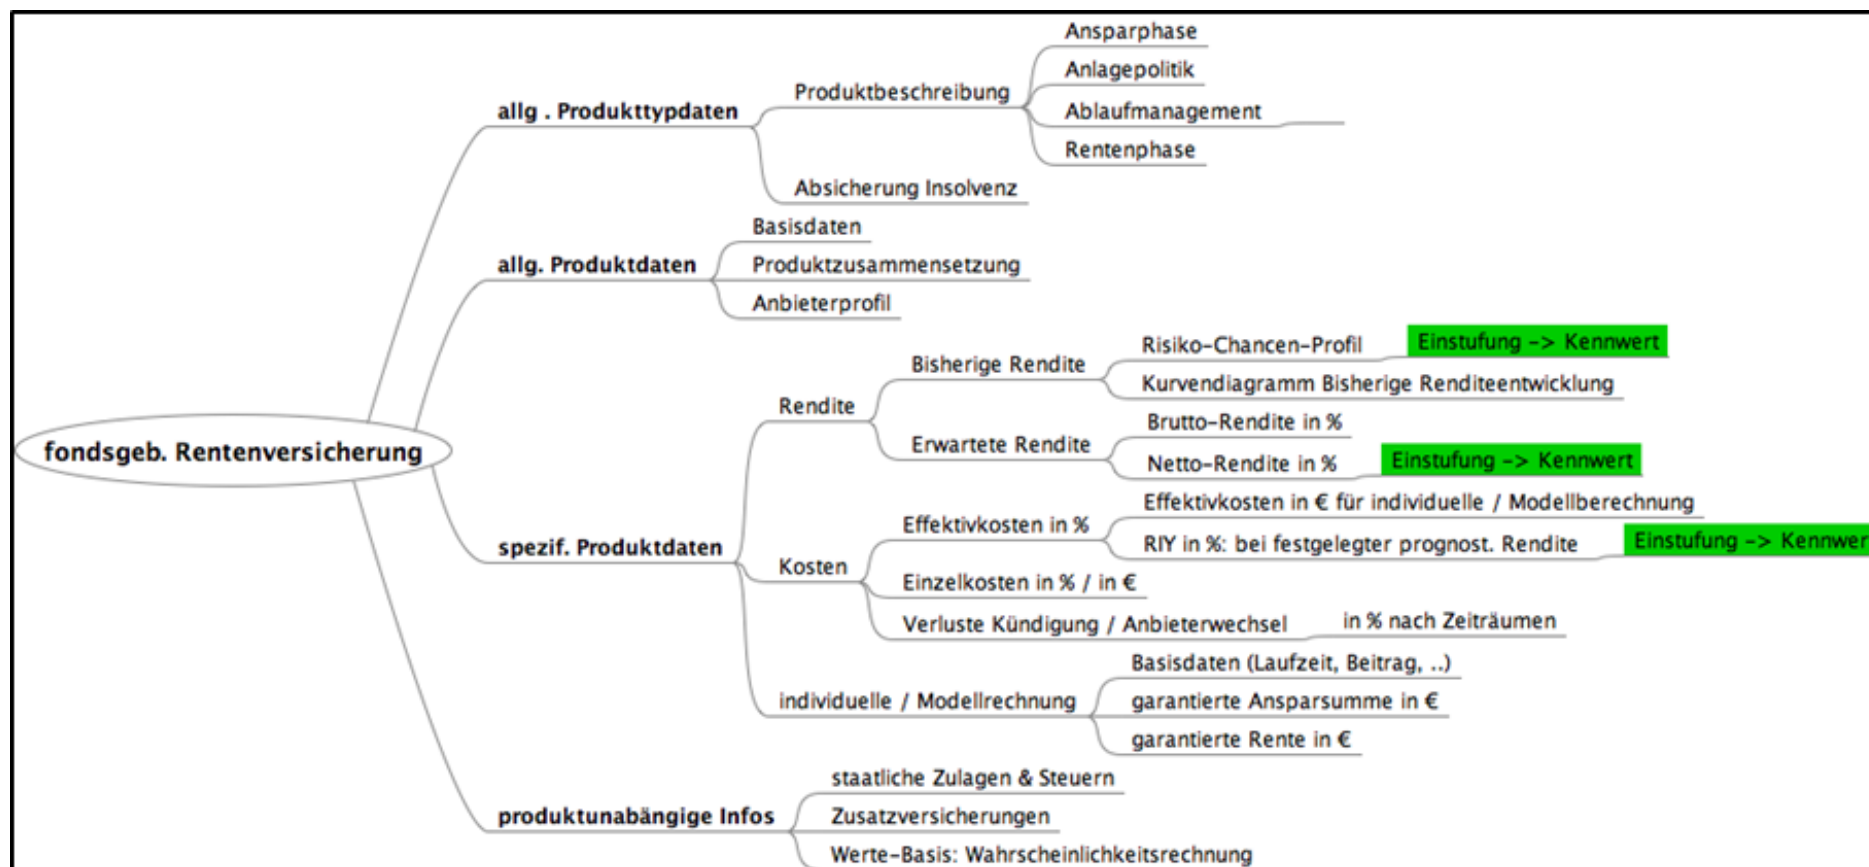 fondsgeb. Rentenversicherung
allg . Produkttypdaten
Produktbeschreibung
Ansparphase
Anlagepolitik
Ablaufmanagement
Rentenphase
Absicherung Insolvenz
allg. Produktdaten
Basisdaten
Produktzusammensetzung
Anbieterprofil
spezif. Produktdaten
Rendite
Bisherige Rendite
Risiko-Chancen-Profil
Einstufung -> Kennwert
Kurvendiagramm Bisherige Renditeentwicklung
Erwartete Rendite
Brutto-Rendite in %
Netto-Rendite in %
Einstufung -> Kennwert
Kosten
Effektivkosten in %
Effektivkosten in € für individuelle / Modellberechnung
RIY in %: bei festgelegter prognost. Rendite
Einstufung -> Kennwer
Einzelkosten in % / in €
Verluste Kündigung / Anbieterwechsel
in % nach Zeiträumen
individuelle / Modellrechnung
Basisdaten (Laufzeit, Beitrag, ..)
garantierte Ansparsumme in €
garantierte Rente in €
produktunabängige Infos
staatliche Zulagen & Steuern
Zusatzversicherungen
Werte-Basis: Wahrscheinlichkeitsrechnung